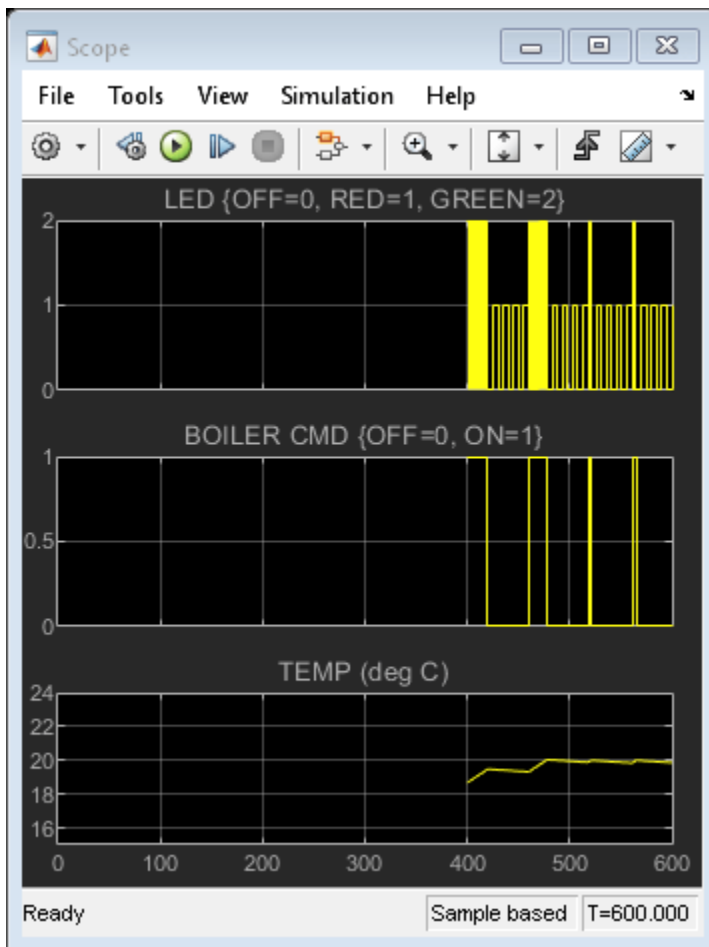 Scope
File Tools View Simulation Help
LED {OFF=0, RED=1, GREEN=2}
2
1
0
BOILER CMD {OFF=0, ON=1}
1
0.5
0
TEMP (deg C)
24
22
20
18
16
0 100 200 300 400 500 600
Ready Sample based T=600.000